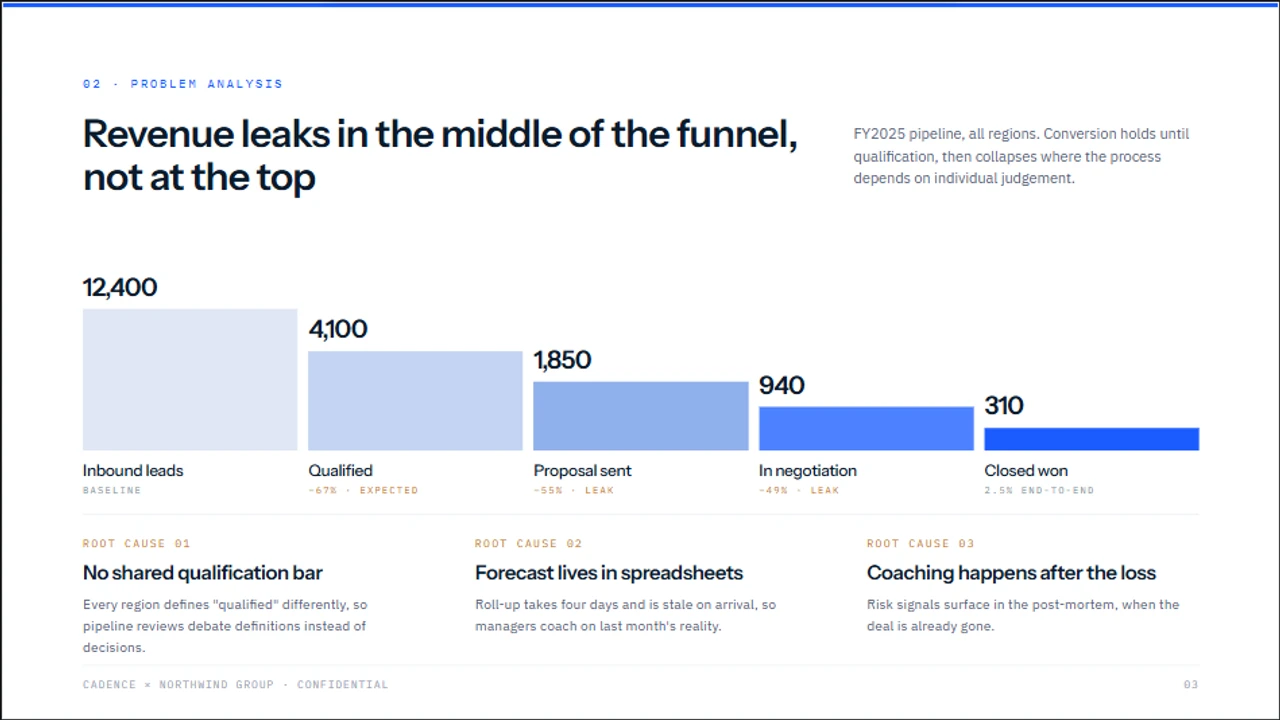 02 · PROBLEM ANALYSIS
Revenue leaks in the middle of the funnel,
not at the top
FY2025 pipeline, all regions. Conversion holds until
qualification, then collapses where the process
depends on individual judgement.
12,400
4,100
1,850
940
310
Inbound leads
BASELINE
Qualified
-67% · EXPECTED
Proposal sent
-55% · LEAK
In negotiation
-49% · LEAK
Closed won
2.5% END-TO-END
ROOT CAUSE 01
No shared qualification bar
Every region defines "qualified" differently, so
pipeline reviews debate definitions instead of
decisions.
ROOT CAUSE 02
Forecast lives in spreadsheets
Roll-up takes four days and is stale on arrival, so
managers coach on last month's reality.
ROOT CAUSE 03
Coaching happens after the loss
Risk signals surface in the post-mortem, when the
deal is already gone.
CADENCE × NORTHWIND GROUP · CONFIDENTIAL
03